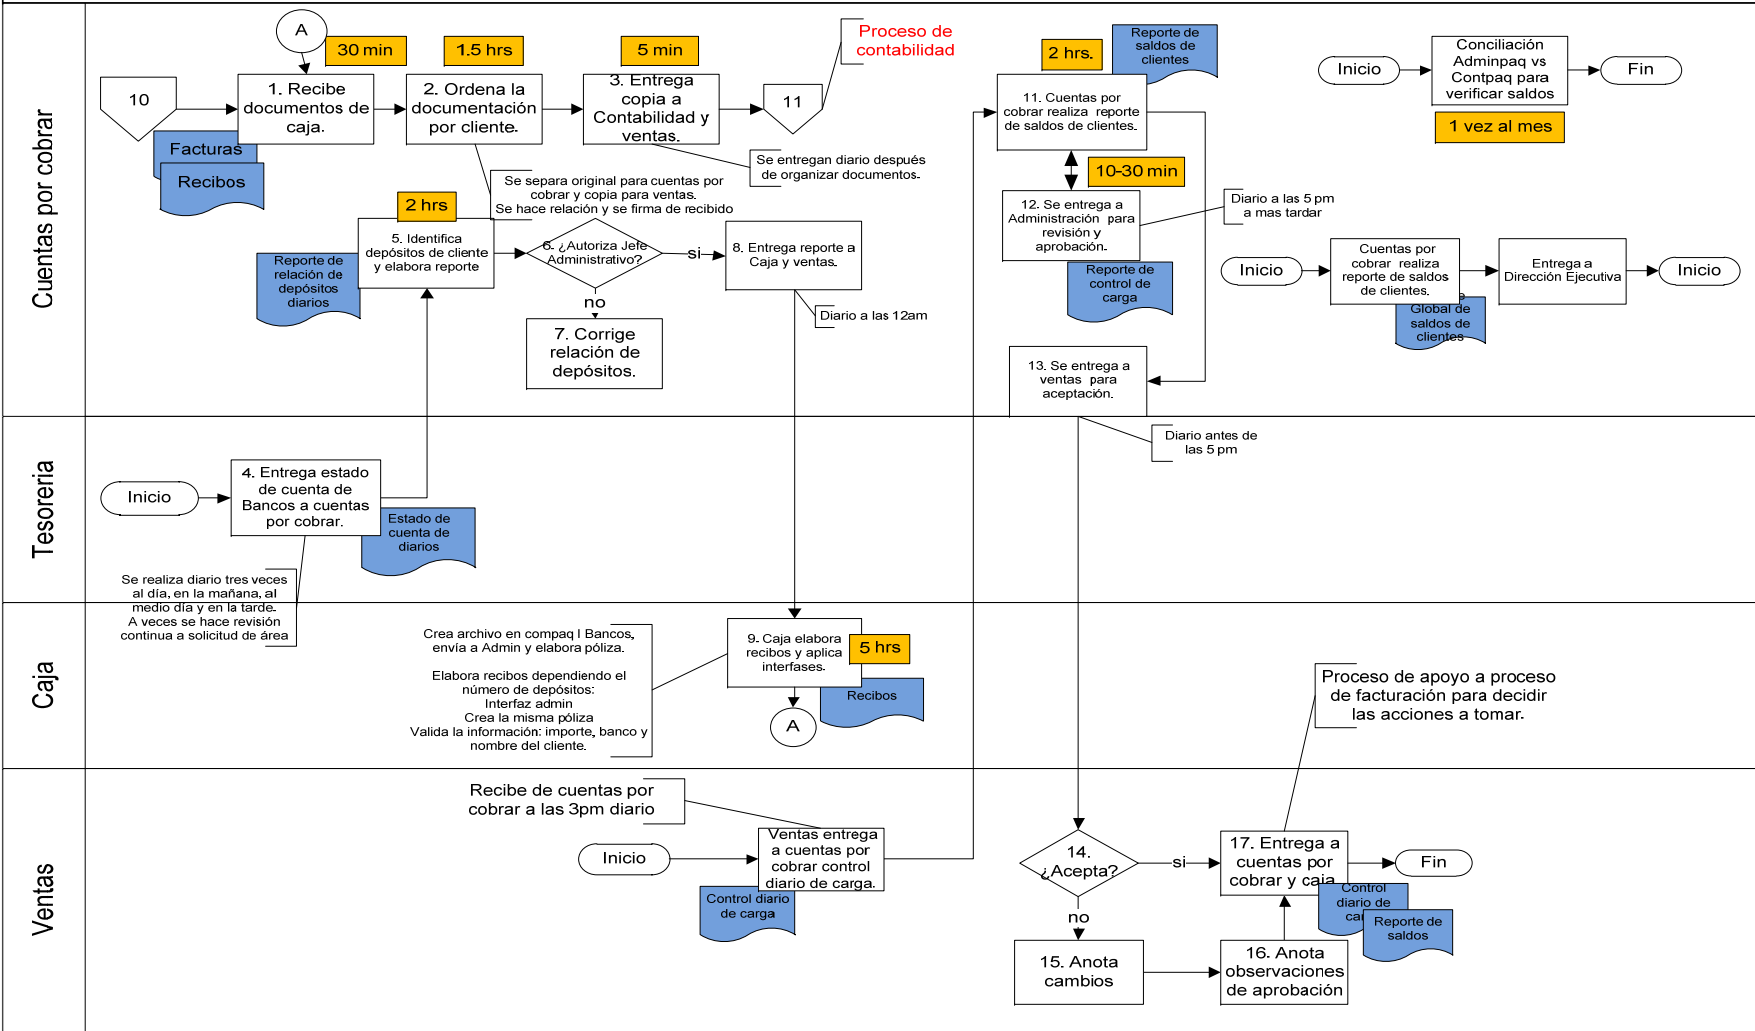 Cuentas por cobrar
A
30 min
10
1. Recibe
documentos de
caja.
Facturas
Recibos
1.5 hrs
2. Ordena la
documentación
por cliente.
Se separa original para cuentas por
cobrar y copia para ventas.
Se hace relación y se firma de recibido
5 min
3. Entrega
copia a
Contabilidad y
ventas.
Se entregan diario después
de organizar documentos.
11
Proceso de
contabilidad
2 hrs
5. Identifica
depósitos de cliente
y elabora reporte
Reporte de
relación de
depósitos
diarios
6. ¿Autoriza Jefe
Administrativo?
si
no
7. Corrige
relación de
depósitos.
8. Entrega reporte a
Caja y ventas.
Diario a las 12am
2 hrs.
Reporte de
saldos de
clientes
11. Cuentas por
cobrar realiza reporte
de saldos de clientes.
10-30 min
12. Se entrega a
Administración para
revisión y
aprobación.
Diario a las 5 pm
a mas tardar
Reporte de
control de
carga
13. Se entrega a
ventas para
aceptación.
Diario antes de
las 5 pm
Inicio
Conciliación
Adminpaq vs
Contpaq para
verificar saldos
Fin
1 vez al mes
Inicio
Cuentas por
cobrar realiza
reporte de saldos
de clientes.
Global de
saldos de
clientes
Entrega a
Dirección Ejecutiva
Inicio
Tesoreria
Inicio
4. Entrega estado
de cuenta de
Bancos a cuentas
por cobrar.
Estado de
cuenta de
diarios
Se realiza diario tres veces
al día, en la mañana, al
medio día y en la tarde.
A veces se hace revisión
continua a solicitud de área
Caja
Crea archivo en compaq I Bancos,
envía a Admin y elabora póliza.
Elabora recibos dependiendo el
número de depósitos:
Interfaz admin
Crea la misma póliza
Valida la información: importe, banco y
nombre del cliente.
9. Caja elabora
recibos y aplica
interfases.
5 hrs
Recibos
A
Proceso de apoyo a proceso
de facturación para decidir
las acciones a tomar.
Ventas
Recibe de cuentas por
cobrar a las 3pm diario
Inicio
Ventas entrega
a cuentas por
cobrar control
diario de carga.
Control diario
de carga
14.
¿Acepta?
si
no
15. Anota
cambios
16. Anota
observaciones
de aprobación
17. Entrega a
cuentas por
cobrar y caja
Control
diario de
Reporte de
saldos
Fin